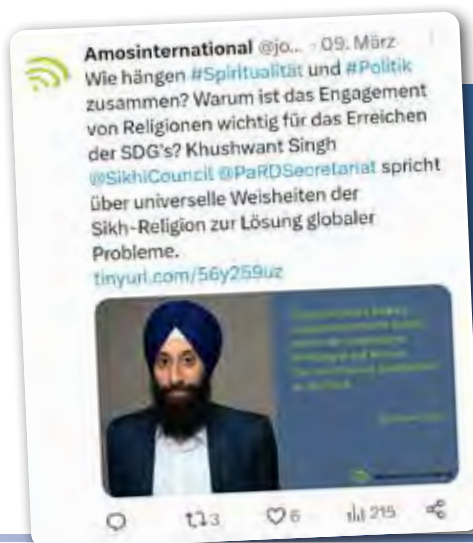 Amosinternational @jo... · 09. März
Wie hängen #Spiritualität und #Politik
zusammen? Warum ist das Engagement
von Religionen wichtig für das Erreichen
der SDG's? Khushwant Singh
@SikhiCouncil @PaRDSecretariat spricht
über universelle Weisheiten der
Sikh-Religion zur Lösung globaler
Probleme.
tinyurl.com/56y259uz
3 6 215